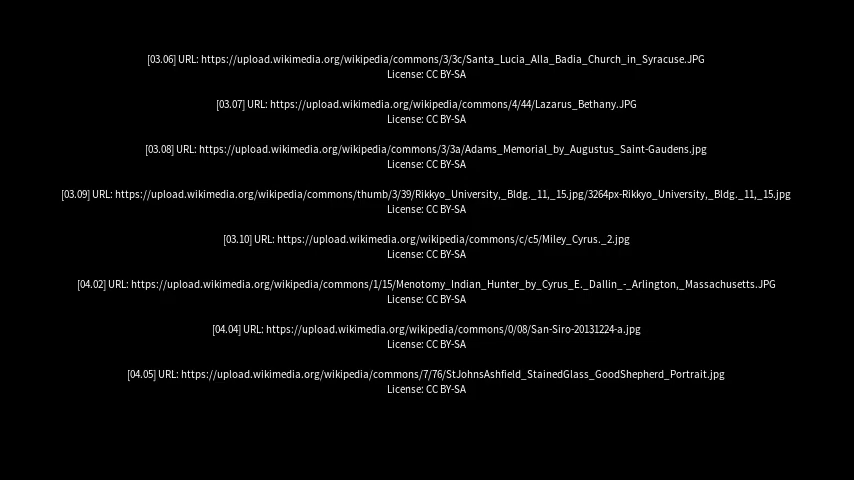 [03.06] URL: https://upload.wikimedia.org/wikipedia/commons/3/3c/Santa_Lucia_Alla_Badia_Church_in_Syracuse.JPG
License: CC BY-SA
[03.07] URL: https://upload.wikimedia.org/wikipedia/commons/4/44/Lazarus_Bethany.JPG
License: CC BY-SA
[03.08] URL: https://upload.wikimedia.org/wikipedia/commons/3/3a/Adams_Memorial_by_Augustus_Saint-Gaudens.jpg
License: CC BY-SA
[03.09] URL: https://upload.wikimedia.org/wikipedia/commons/thumb/3/39/Rikkyo_University,_Bldg._11,_15.jpg/3264px-Rikkyo_University,_Bldg._11,_15.jpg
License: CC BY-SA
[03.10] URL: https://upload.wikimedia.org/wikipedia/commons/c/c5/Miley_Cyrus._2.jpg
License: CC BY-SA
[04.02] URL: https://upload.wikimedia.org/wikipedia/commons/1/15/Menotomy_Indian_Hunter_by_Cyrus_E._Dallin_-_Arlington,_Massachusetts.JPG
License: CC BY-SA
[04.04] URL: https://upload.wikimedia.org/wikipedia/commons/0/08/San-Siro-20131224-a.jpg
License: CC BY-SA
[04.05] URL: https://upload.wikimedia.org/wikipedia/commons/7/76/StJohnsAshfield_StainedGlass_GoodShepherd_Portrait.jpg
License: CC BY-SA